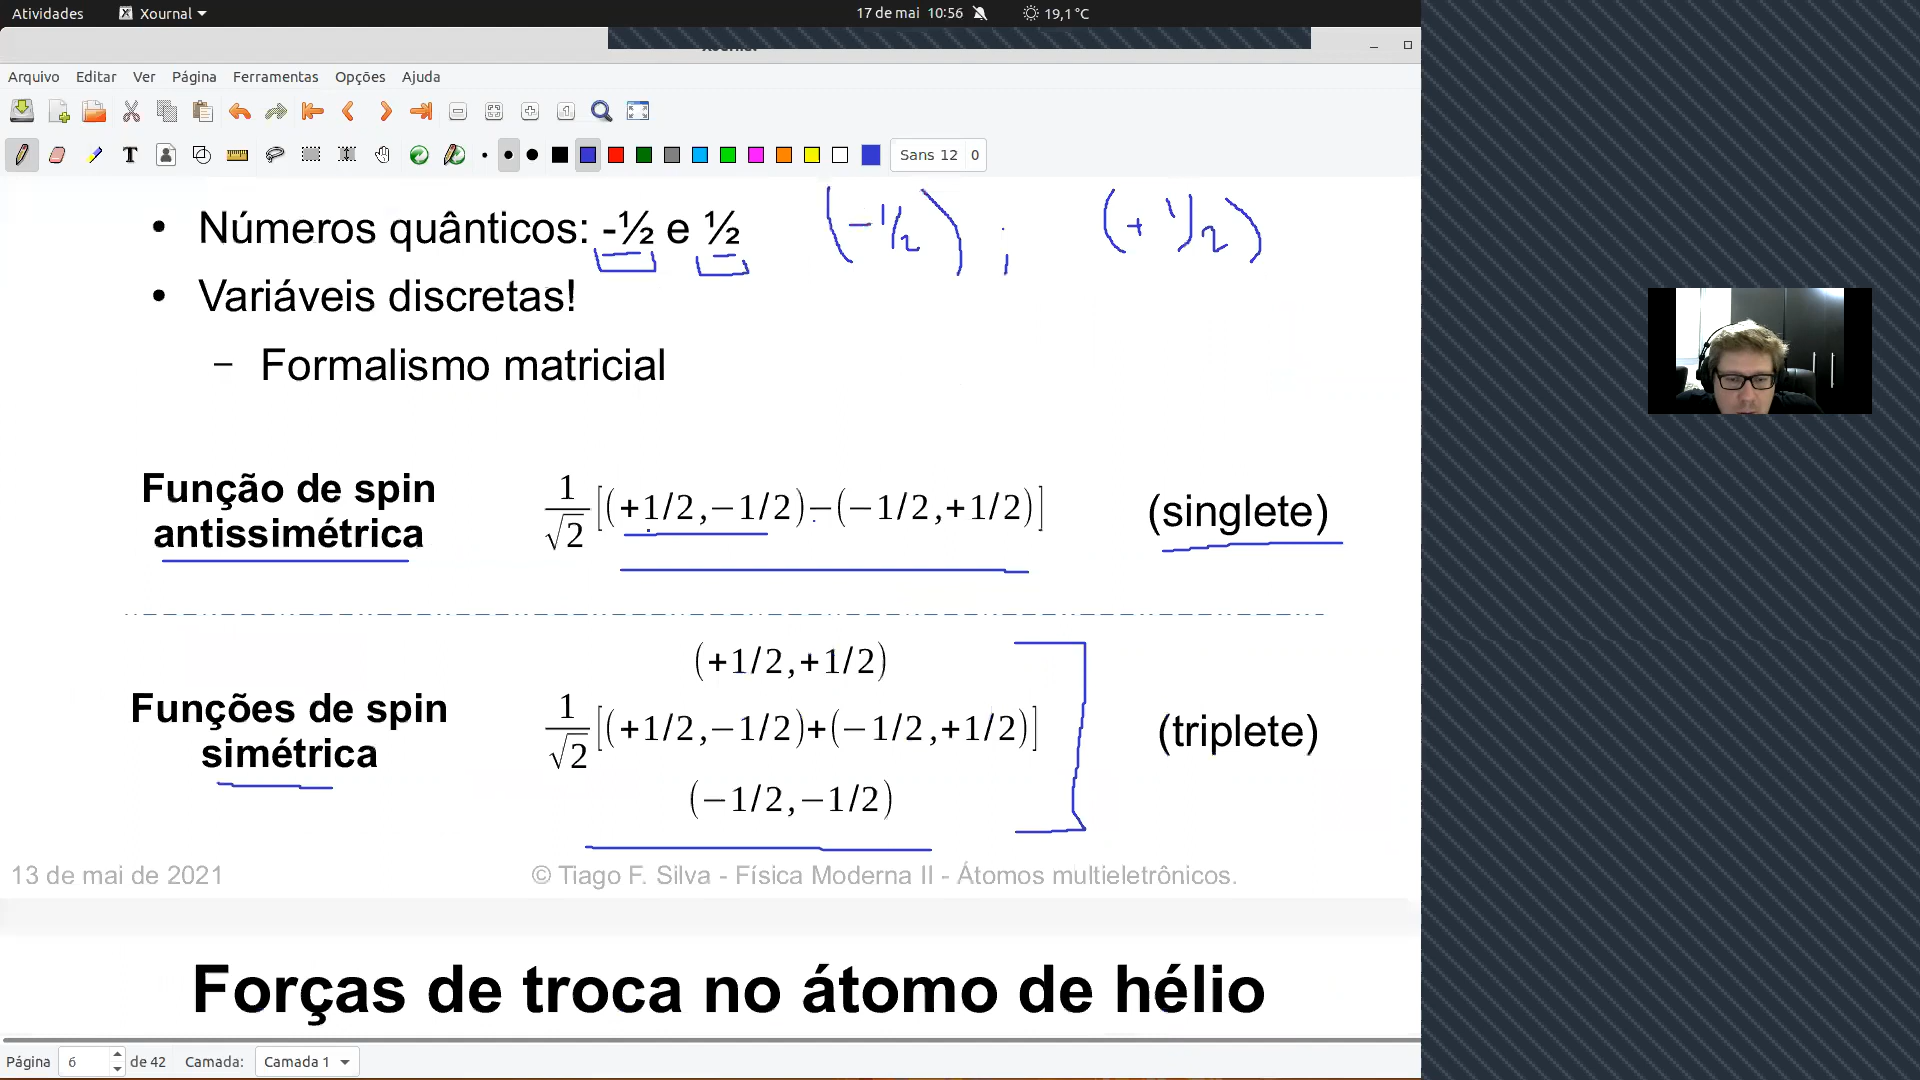 Atividades Xournal 17 de mai 10:56 19,1 °C
Arquivo Editar Ver Página Ferramentas Opções Ajuda
Sans 12 0
• Números quânticos: -½ e ½ (-1/2) ; (+1/2)
• Variáveis discretas!
– Formalismo matricial
Função de spin
antissimétrica
1/√2 [(+1/2,−1/2)−(−1/2,+1/2)] (singlete)
(+1/2,+1/2)
Funções de spin
simétrica
1/√2 [(+1/2,−1/2)+(−1/2,+1/2)] (triplete)
(−1/2,−1/2)
13 de mai de 2021 © Tiago F. Silva - Física Moderna II - Átomos multieletrônicos.
Forças de troca no átomo de hélio
Página 6 de 42 Camada: Camada 1